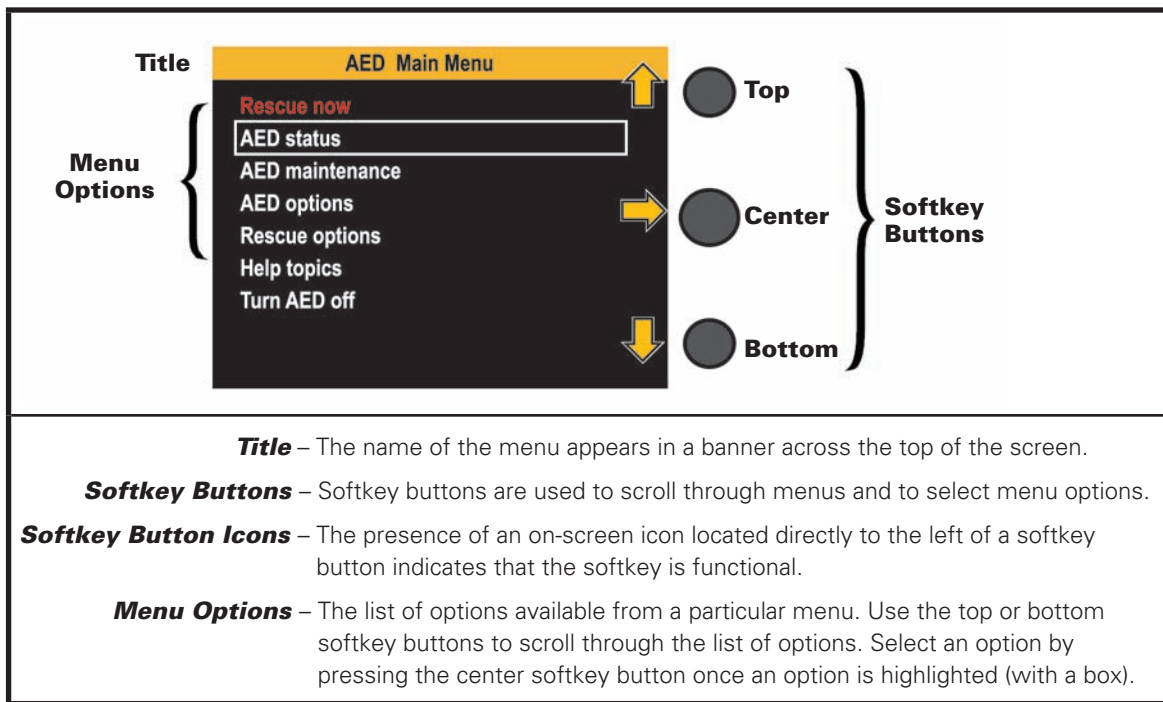 Title
AED Main Menu
Top
Rescue now
AED status
Menu
Options
AED maintenance
AED options
Center
Softkey
Buttons
Rescue options
Help topics
Turn AED off
Bottom
Title – The name of the menu appears in a banner across the top of the screen.
Softkey Buttons – Softkey buttons are used to scroll through menus and to select menu options.
Softkey Button Icons – The presence of an on-screen icon located directly to the left of a softkey
button indicates that the softkey is functional.
Menu Options – The list of options available from a particular menu. Use the top or bottom
softkey buttons to scroll through the list of options. Select an option by
pressing the center softkey button once an option is highlighted (with a box).